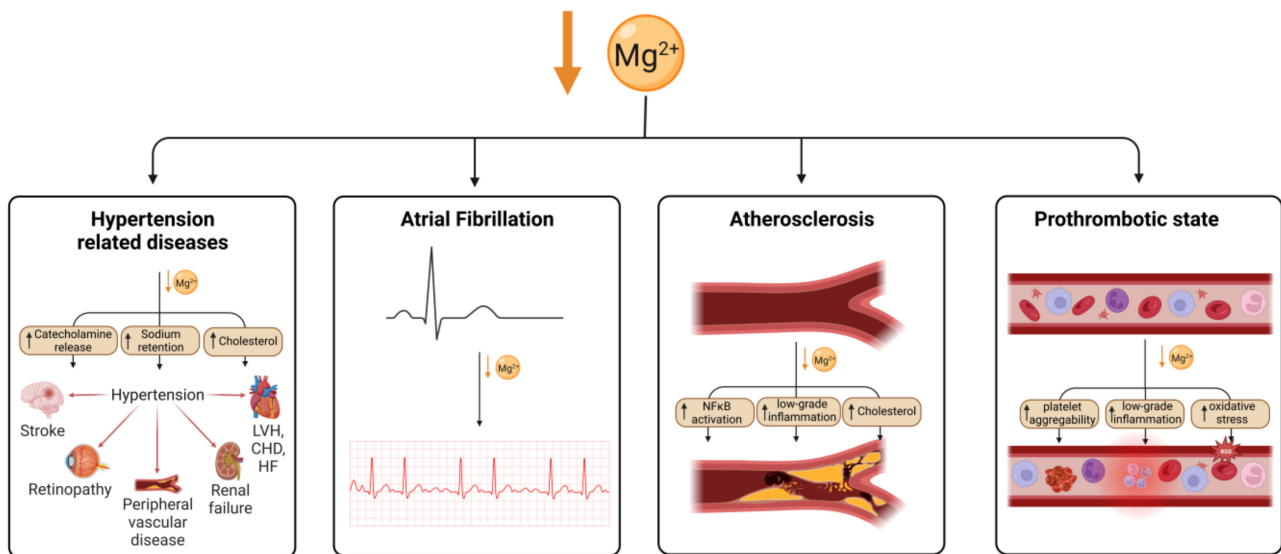 Mg²⁺
Hypertension
related diseases
Mg²⁺
Catecholamine
release
Sodium
retention
Cholesterol
Hypertension
Stroke
Retinopathy
Peripheral
vascular
disease
Renal
failure
LVH,
CHD,
HF
Atrial Fibrillation
Mg²⁺
Atherosclerosis
Mg²⁺
NFκB
activation
low-grade
inflammation
Cholesterol
Prothrombotic state
Mg²⁺
platelet
aggregability
low-grade
inflammation
oxidative
stress
ROS